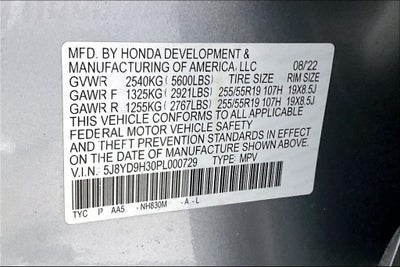 MFD. BY HONDA DEVELOPMENT &
MANUFACTURING OF AMERICA, LLC 08/22
GVWR 2540KG (5600LBS) TIRE SIZE RIM SIZE
GAWR F 1325KG (2921LBS) 255/55R19 107H 19X8.5J
GAWR R 1255KG (2767LBS) 255/55R19 107H 19X8.5J
THIS VEHICLE CONFORMS TO ALL APPLICABLE
FEDERAL MOTOR VEHICLE SAFETY AND
THEFT PREVENTION STANDARDS IN EFFECT
ON THE DATE OF MANUFACTURE SHOWN ABOVE.
V.I.N.: 5J8YD9H30PL000729 TYPE: MPV
TYC P AA5 -NH830M - A - L